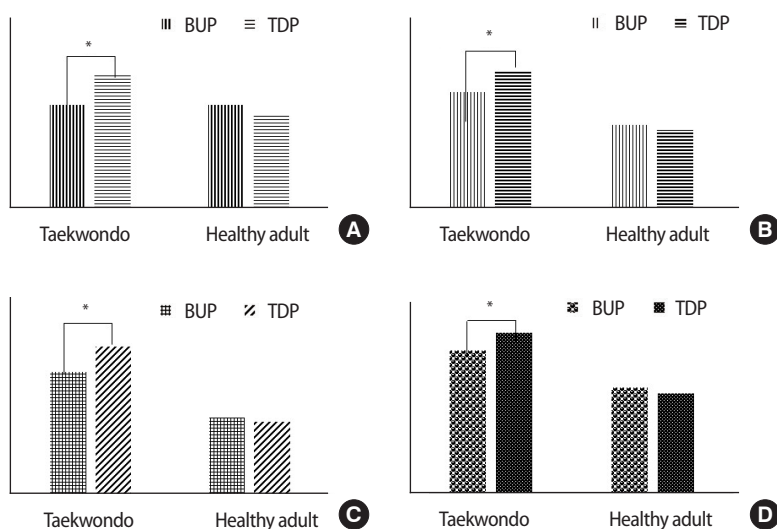 BUP TDP
*
Taekwondo Healthy adult A
BUP TDP
*
Taekwondo Healthy adult B
BUP TDP
*
Taekwondo Healthy adult C
BUP TDP
*
Taekwondo Healthy adult D